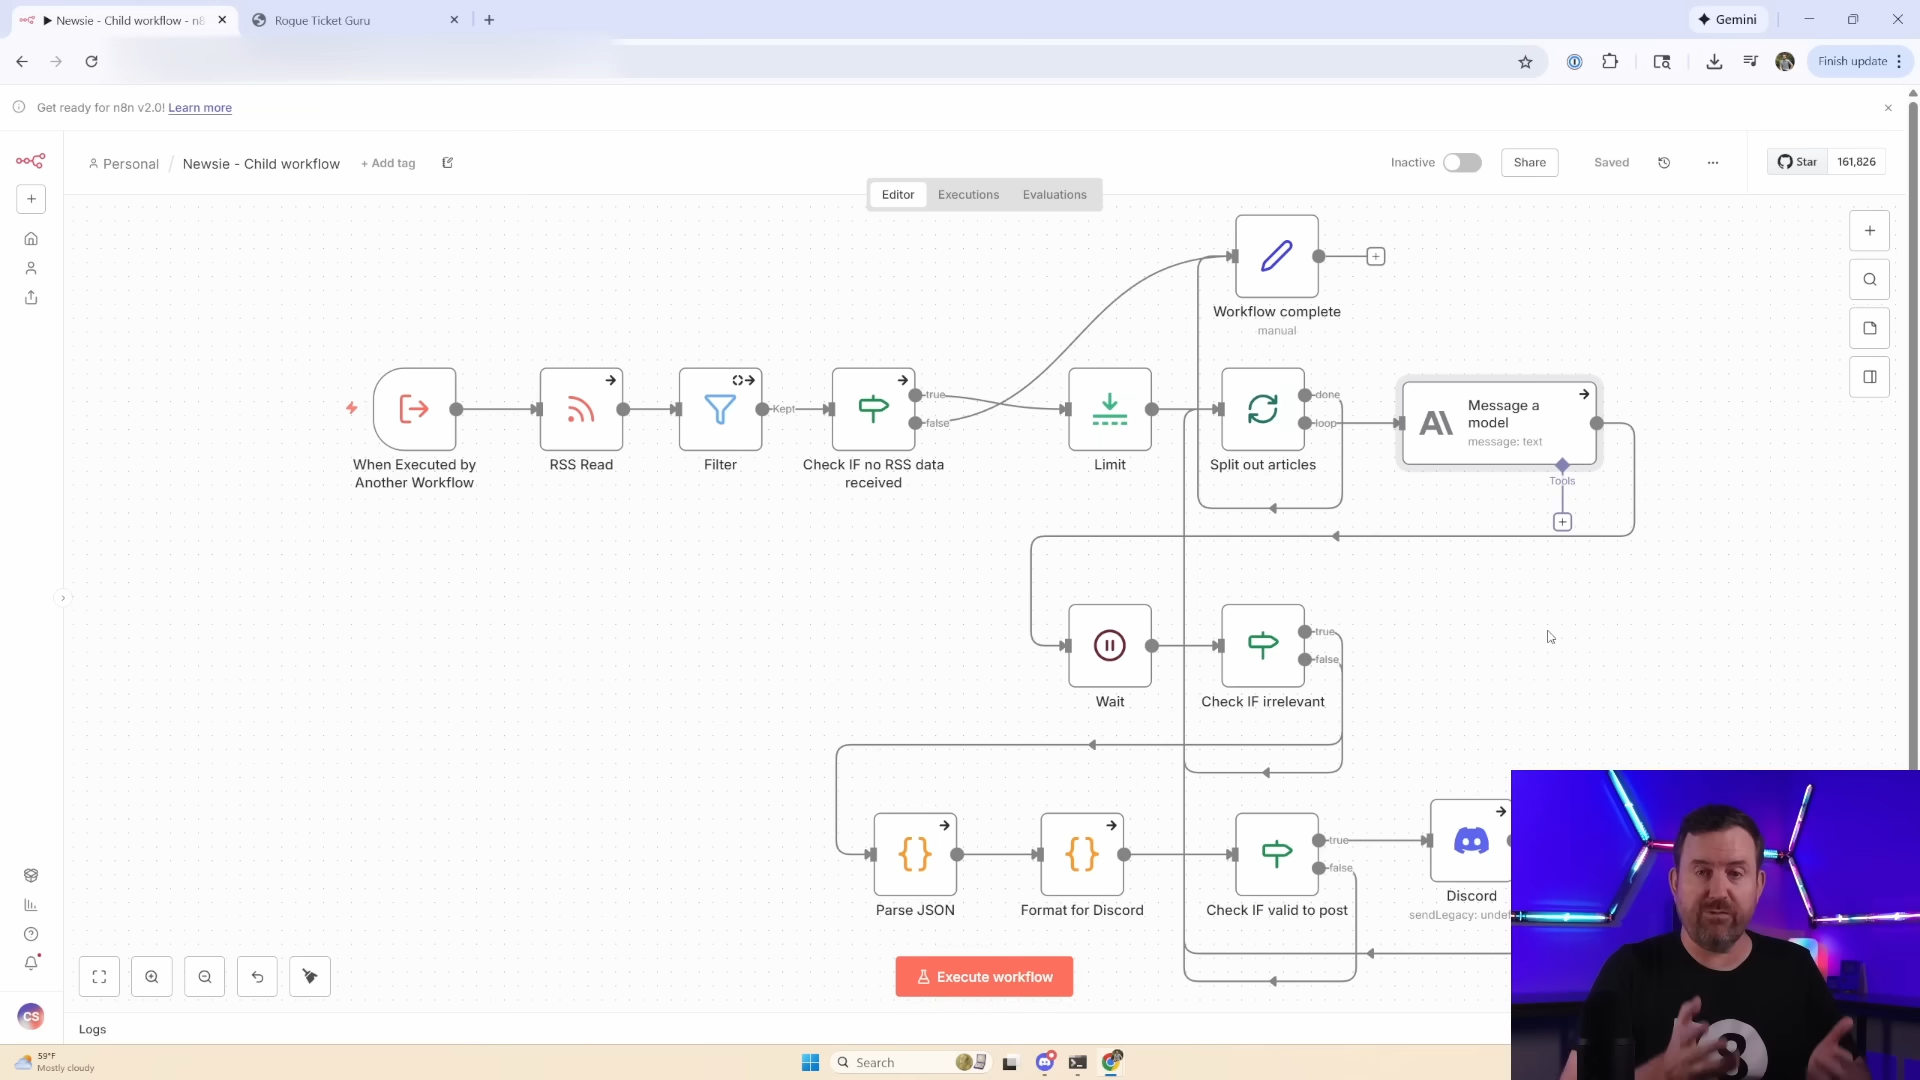 Newsie - Child workflow - n8
Rogue Ticket Guru
Gemini
Finish update
Get ready for n8n v2.0! Learn more
Personal / Newsie - Child workflow + Add tag
Inactive
Share
Saved
Star 161,826
Editor Executions Evaluations
Workflow complete
manual
When Executed by
Another Workflow
RSS Read
Filter
Kept
Check IF no RSS data
received
true
false
Limit
Split out articles
done
loop
Message a
model
message: text
Tools
Wait
Check IF irrelevant
true
false
Parse JSON
Format for Discord
Check IF valid to post
true
false
Discord
sendLegacy: undef
Execute workflow
CS
Logs
59°F
Mostly cloudy
Search